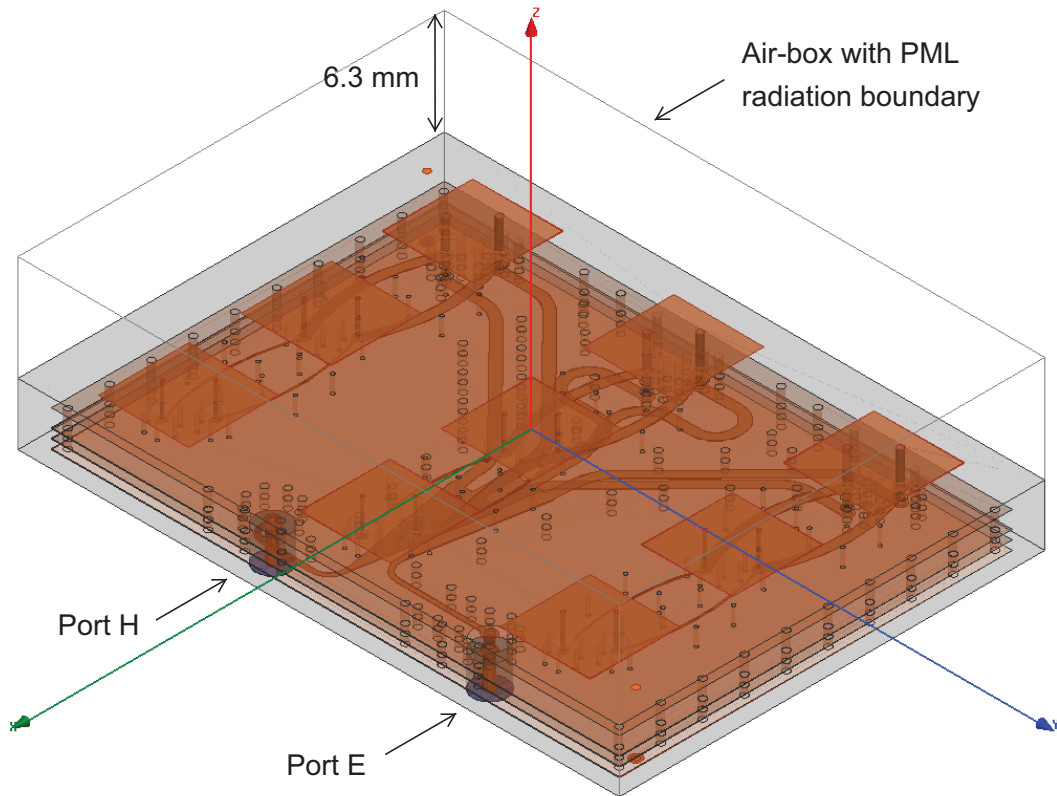 z
Air-box with PML
radiation boundary
6.3 mm
Port H
Port E